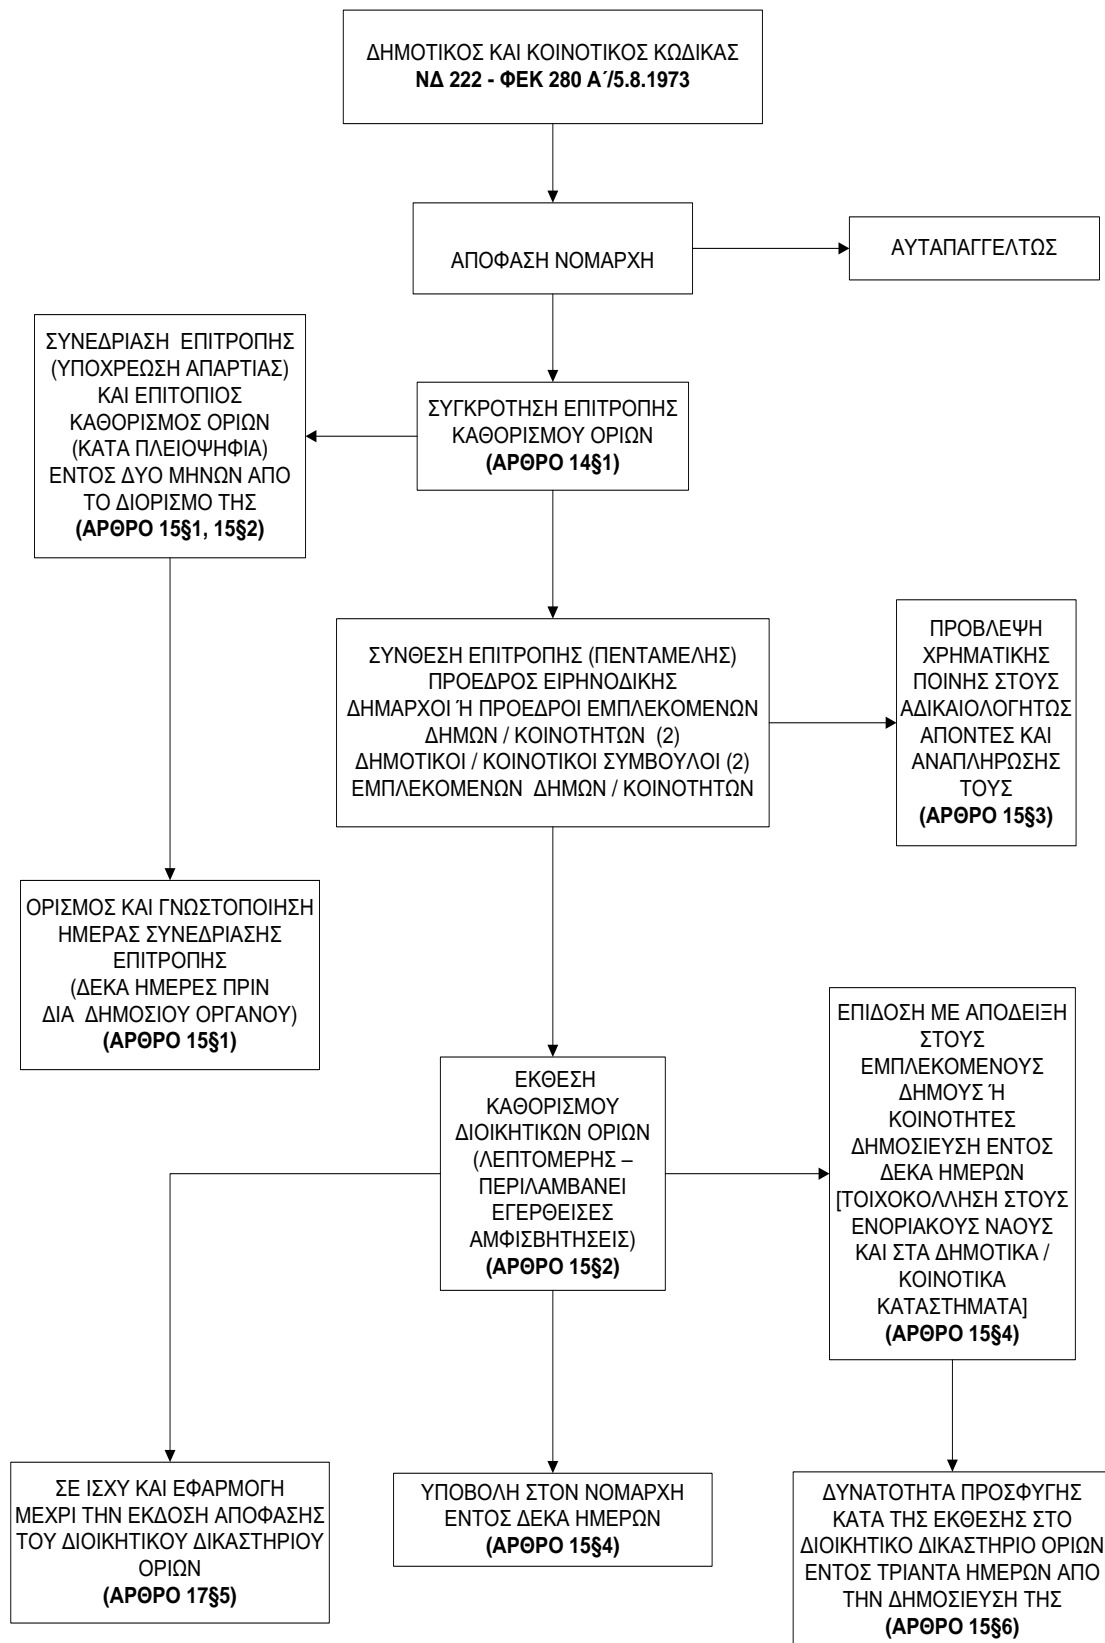 ΔΗΜΟΤΙΚΟΣ ΚΑΙ ΚΟΙΝΟΤΙΚΟΣ ΚΩΔΙΚΑΣ
ΝΔ 222 - ΦΕΚ 280 Α΄/5.8.1973
ΑΠΟΦΑΣΗ ΝΟΜΑΡΧΗ
ΑΥΤΑΠΑΓΓΕΛΤΩΣ
ΣΥΝΕΔΡΙΑΣΗ ΕΠΙΤΡΟΠΗΣ
(ΥΠΟΧΡΕΩΣΗ ΑΠΑΡΤΙΑΣ)
ΚΑΙ ΕΠΙΤΟΠΙΟΣ
ΚΑΘΟΡΙΣΜΟΣ ΟΡΙΩΝ
(ΚΑΤΑ ΠΛΕΙΟΨΗΦΙΑ)
ΕΝΤΟΣ ΔΥΟ ΜΗΝΩΝ ΑΠΟ
ΤΟ ΔΙΟΡΙΣΜΟ ΤΗΣ
(ΑΡΘΡΟ 15§1, 15§2)
ΣΥΓΚΡΟΤΗΣΗ ΕΠΙΤΡΟΠΗΣ
ΚΑΘΟΡΙΣΜΟΥ ΟΡΙΩΝ
(ΑΡΘΡΟ 14§1)
ΣΥΝΘΕΣΗ ΕΠΙΤΡΟΠΗΣ (ΠΕΝΤΑΜΕΛΗΣ)
ΠΡΟΕΔΡΟΣ ΕΙΡΗΝΟΔΙΚΗΣ
ΔΗΜΑΡΧΟΙ Ή ΠΡΟΕΔΡΟΙ ΕΜΠΛΕΚΟΜΕΝΩΝ
ΔΗΜΩΝ / ΚΟΙΝΟΤΗΤΩΝ (2)
ΔΗΜΟΤΙΚΟΙ / ΚΟΙΝΟΤΙΚΟΙ ΣΥΜΒΟΥΛΟΙ (2)
ΕΜΠΛΕΚΟΜΕΝΩΝ ΔΗΜΩΝ / ΚΟΙΝΟΤΗΤΩΝ
ΠΡΟΒΛΕΨΗ
ΧΡΗΜΑΤΙΚΗΣ
ΠΟΙΝΗΣ ΣΤΟΥΣ
ΑΔΙΚΑΙΟΛΟΓΗΤΩΣ
ΑΠΟΝΤΕΣ ΚΑΙ
ΑΝΑΠΛΗΡΩΣΗΣ
ΤΟΥΣ
(ΑΡΘΡΟ 15§3)
ΟΡΙΣΜΟΣ ΚΑΙ ΓΝΩΣΤΟΠΟΙΗΣΗ
ΗΜΕΡΑΣ ΣΥΝΕΔΡΙΑΣΗΣ
ΕΠΙΤΡΟΠΗΣ
(ΔΕΚΑ ΗΜΕΡΕΣ ΠΡΙΝ
ΔΙΑ ΔΗΜΟΣΙΟΥ ΟΡΓΑΝΟΥ)
(ΑΡΘΡΟ 15§1)
ΕΚΘΕΣΗ
ΚΑΘΟΡΙΣΜΟΥ
ΔΙΟΙΚΗΤΙΚΩΝ ΟΡΙΩΝ
(ΛΕΠΤΟΜΕΡΗΣ –
ΠΕΡΙΛΑΜΒΑΝΕΙ
ΕΓΕΡΘΕΙΣΕΣ
ΑΜΦΙΣΒΗΤΗΣΕΙΣ)
(ΑΡΘΡΟ 15§2)
ΕΠΙΔΟΣΗ ΜΕ ΑΠΟΔΕΙΞΗ
ΣΤΟΥΣ
ΕΜΠΛΕΚΟΜΕΝΟΥΣ
ΔΗΜΟΥΣ Ή
ΚΟΙΝΟΤΗΤΕΣ
ΔΗΜΟΣΙΕΥΣΗ ΕΝΤΟΣ
ΔΕΚΑ ΗΜΕΡΩΝ
[ΤΟΙΧΟΚΟΛΛΗΣΗ ΣΤΟΥΣ
ΕΝΟΡΙΑΚΟΥΣ ΝΑΟΥΣ
ΚΑΙ ΣΤΑ ΔΗΜΟΤΙΚΑ /
ΚΟΙΝΟΤΙΚΑ
ΚΑΤΑΣΤΗΜΑΤΑ]
(ΑΡΘΡΟ 15§4)
ΣΕ ΙΣΧΥ ΚΑΙ ΕΦΑΡΜΟΓΗ
ΜΕΧΡΙ ΤΗΝ ΕΚΔΟΣΗ ΑΠΟΦΑΣΗΣ
ΤΟΥ ΔΙΟΙΚΗΤΙΚΟΥ ΔΙΚΑΣΤΗΡΙΟΥ
ΟΡΙΩΝ
(ΑΡΘΡΟ 17§5)
ΥΠΟΒΟΛΗ ΣΤΟΝ ΝΟΜΑΡΧΗ
ΕΝΤΟΣ ΔΕΚΑ ΗΜΕΡΩΝ
(ΑΡΘΡΟ 15§4)
ΔΥΝΑΤΟΤΗΤΑ ΠΡΟΣΦΥΓΗΣ
ΚΑΤΑ ΤΗΣ ΕΚΘΕΣΗΣ ΣΤΟ
ΔΙΟΙΚΗΤΙΚΟ ΔΙΚΑΣΤΗΡΙΟ ΟΡΙΩΝ
ΕΝΤΟΣ ΤΡΙΑΝΤΑ ΗΜΕΡΩΝ ΑΠΟ
ΤΗΝ ΔΗΜΟΣΙΕΥΣΗ ΤΗΣ
(ΑΡΘΡΟ 15§6)